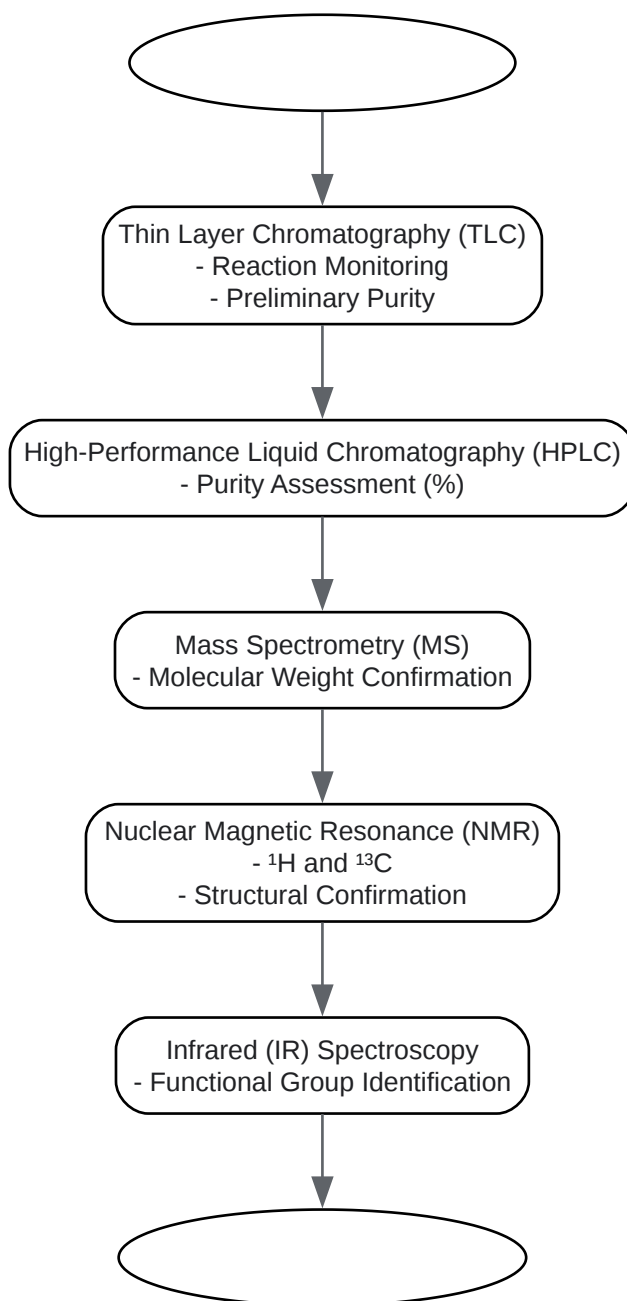 Thin Layer Chromatography (TLC)
- Reaction Monitoring
- Preliminary Purity
High-Performance Liquid Chromatography (HPLC)
- Purity Assessment (%)
Mass Spectrometry (MS)
- Molecular Weight Confirmation
Nuclear Magnetic Resonance (NMR)
- ¹H and ¹³C
- Structural Confirmation
Infrared (IR) Spectroscopy
- Functional Group Identification